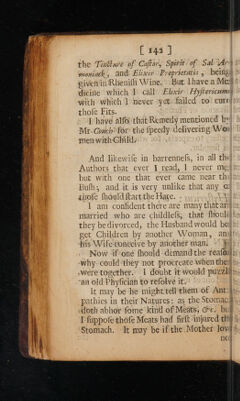 [ 142 ]
the Tincture of Castor, Spirit of Sal Ar-
moniack, and Elixir Proprietatis, being
given in Rhenish Wine. But I have a Me
dicine which I call Elixir Hystericum
with which I never yet failed to cure
those Fits.
I have also that Remedy mentioned by
Mr Couch for the speedy delivering Wo
men with Child.
And likewise in barrenness, in all the
Authors that ever I read, I never met
but with one that ever came near the
Bush; and it is very unlike that any of
those should start the Hare.
I am confident there are many that are
married who are childless, that should
they be divorced, the Husband would be
get Children by another Woman, and
his Wife conceive by another man.
Now if one should demand the reason
why could they not procreate when they
were together. I doubt it would puzzle
an old Physician to resolve it.
It may be he might tell them of Anti
pathies in their Natures: as the Stomach
doth abhor some kind of Meats, &c. but
I suppose those Meats had first injured the
Stomach. It may be if the Mother lov